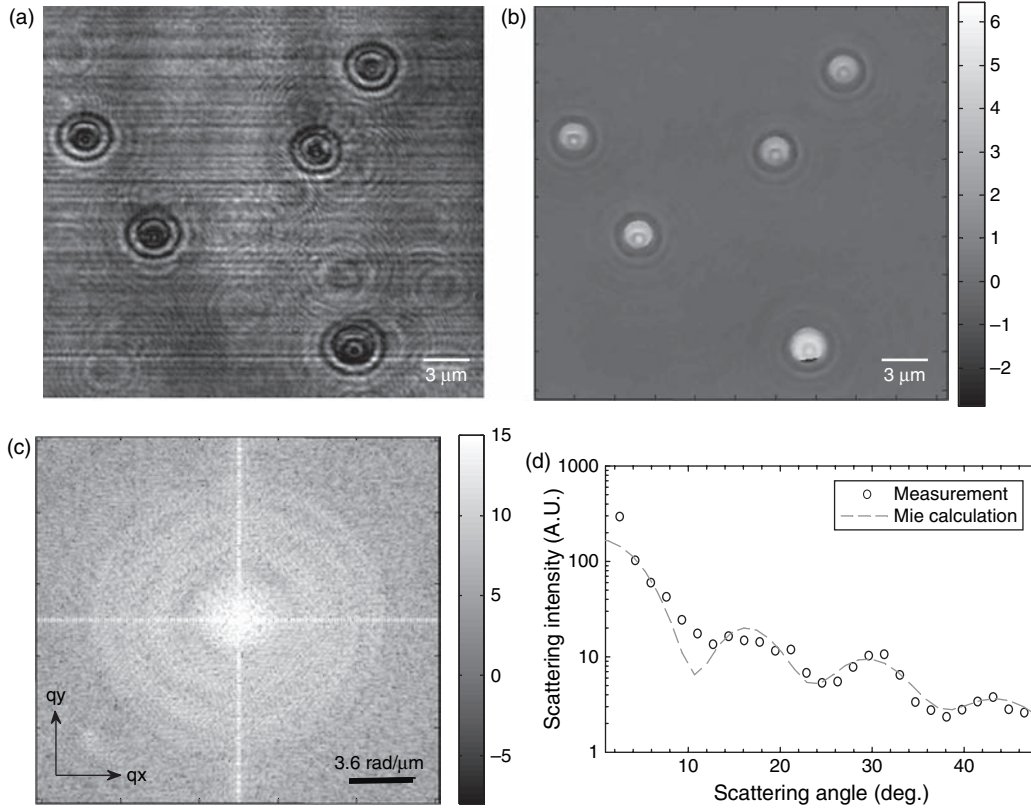 (a)
3 μm
(b)
3 μm
6
5
4
3
2
1
0
−1
−2
(c)
qy
qx
3.6 rad/μm
15
10
5
0
−5
(d)
Scattering intensity (A.U.)
1000
100
10
1
Measurement
Mie calculation
10
20
30
40
Scattering angle (deg.)